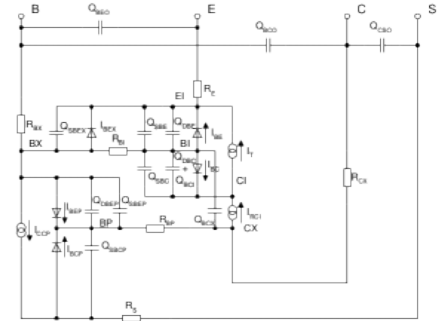 B E C S
Q_BEO
Q_BCO Q_CSO
R_E
EI
R_BX Q_SBEX I_BEX Q_SBE Q_DBE I_BE
R_BI I_T
BX BI
Q_DBC I_BC
Q_SBC + Q_BCI CI R_CX
I_BEP Q_DBEP Q_SBEP Q_BCX I_RCI
R_BP
I_CCP BP CX
I_BCP Q_SBCP
R_S